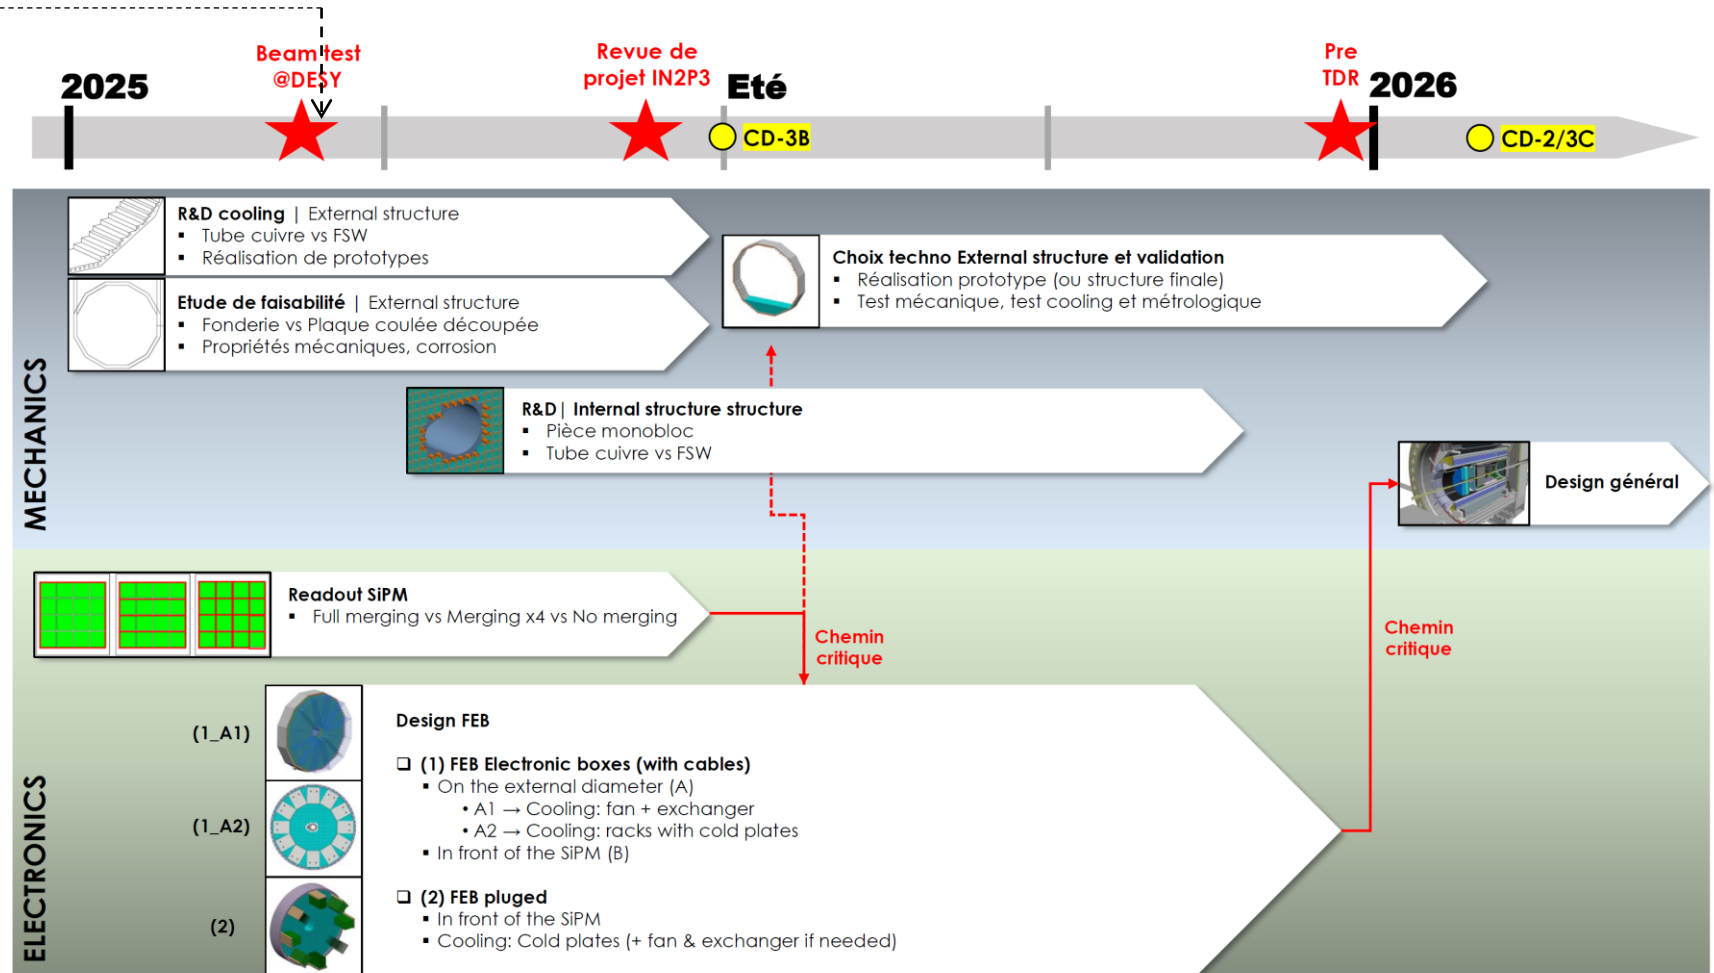 Beam test
@DESY
Revue de
projet IN2P3
Pre
TDR
2025
Eté
2026
CD-3B
CD-2/3C
MECHANICS
R&D cooling | External structure
▪ Tube cuivre vs FSW
▪ Réalisation de prototypes
Etude de faisabilité | External structure
▪ Fonderie vs Plaque coulée découpée
▪ Propriétés mécaniques, corrosion
Choix techno External structure et validation
▪ Réalisation prototype (ou structure finale)
▪ Test mécanique, test cooling et métrologique
R&D| Internal structure structure
▪ Pièce monobloc
▪ Tube cuivre vs FSW
Design général
ELECTRONICS
Readout SiPM
▪ Full merging vs Merging x4 vs No merging
Chemin
critique
Chemin
critique
(1_A1)
(1_A2)
(2)
Design FEB
❑ (1) FEB Electronic boxes (with cables)
▪ On the external diameter (A)
• A1 → Cooling: fan + exchanger
• A2 → Cooling: racks with cold plates
▪ In front of the SiPM (B)
❑ (2) FEB pluged
▪ In front of the SiPM
▪ Cooling: Cold plates (+ fan & exchanger if needed)